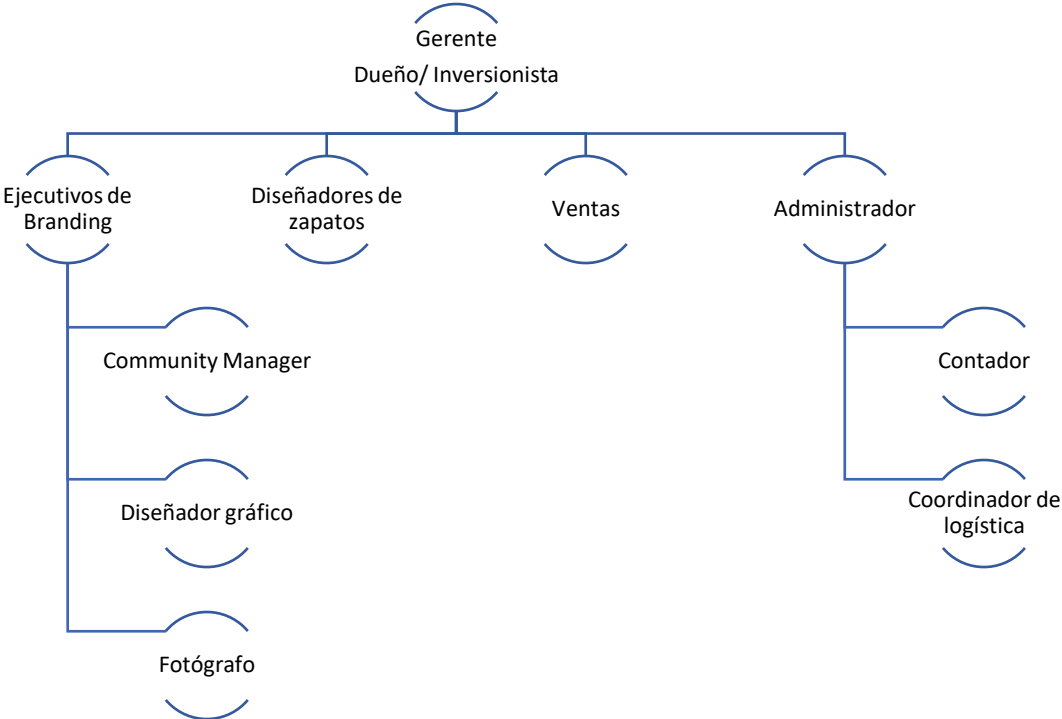 Gerente
Dueño/ Inversionista
Ejecutivos de
Branding
Diseñadores de
zapatos
Ventas
Administrador
Community Manager
Contador
Diseñador gráfico
Coordinador de
logística
Fotógrafo